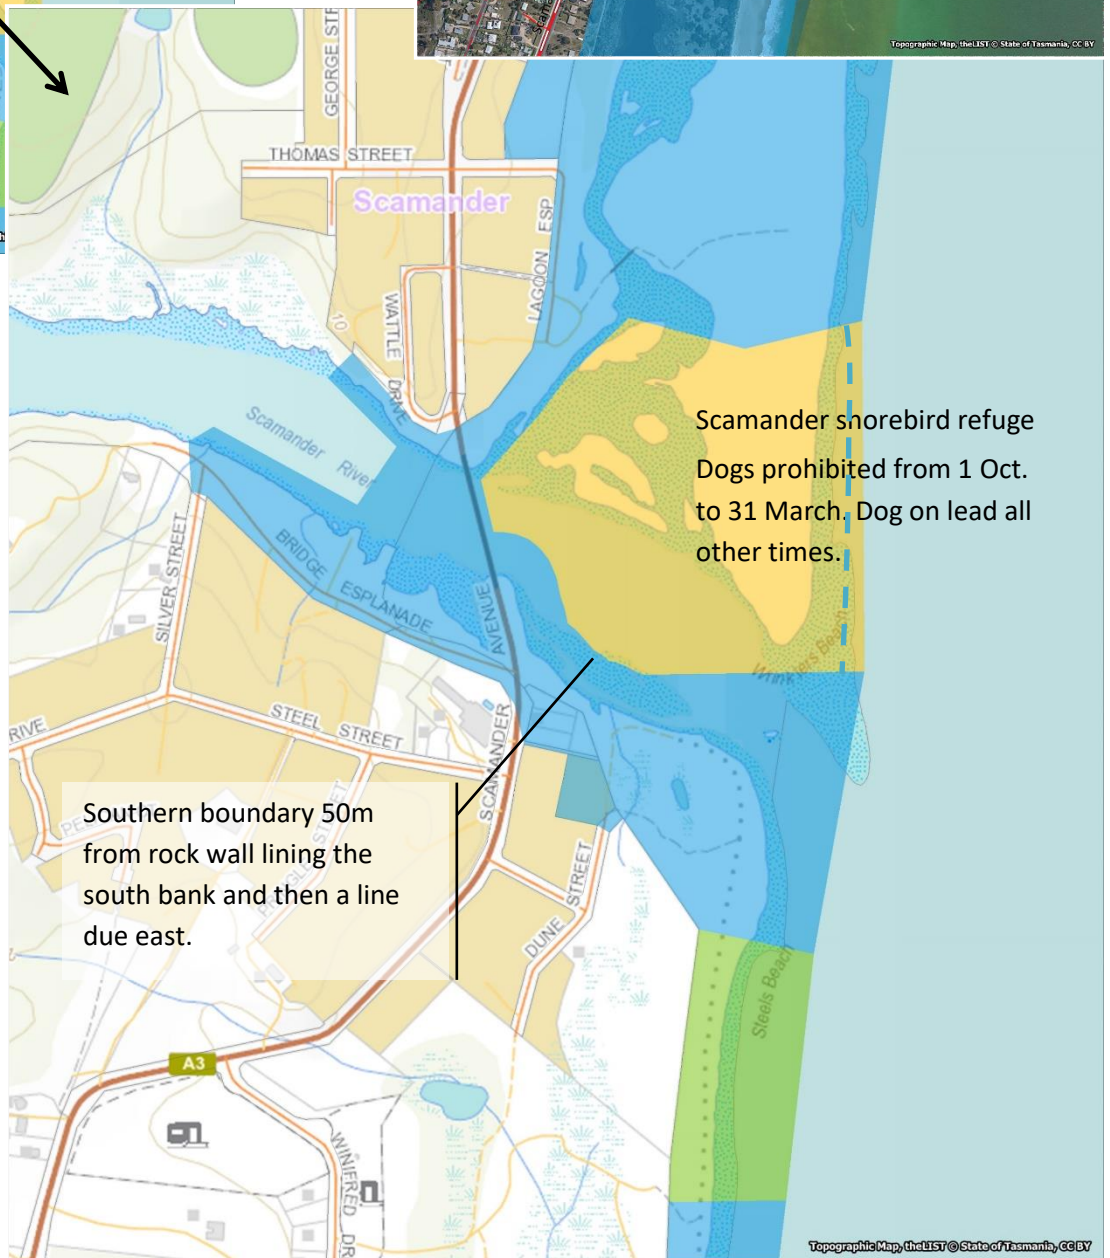 Topographic Map, theLIST © State of Tasmania, CC BY
GEORGE STR
THOMAS STREET
Scamander
LAGOON ESP
WATTLE DRIVE
10
Scamander River
Scamander shorebird refuge
Dogs prohibited from 1 Oct.
to 31 March. Dog on lead all
other times.
BRIDGE ESPLANADE
SILVER STREET
SCAMANDER AVENUE
Wrinklers Beach
STEEL STREET
RIVE
Southern boundary 50m
from rock wall lining the
south bank and then a line
due east.
DUNE STREET
Steels Beach
A3
WINIFRED DR
Topographic Map, theLIST © State of Tasmania, CC BY